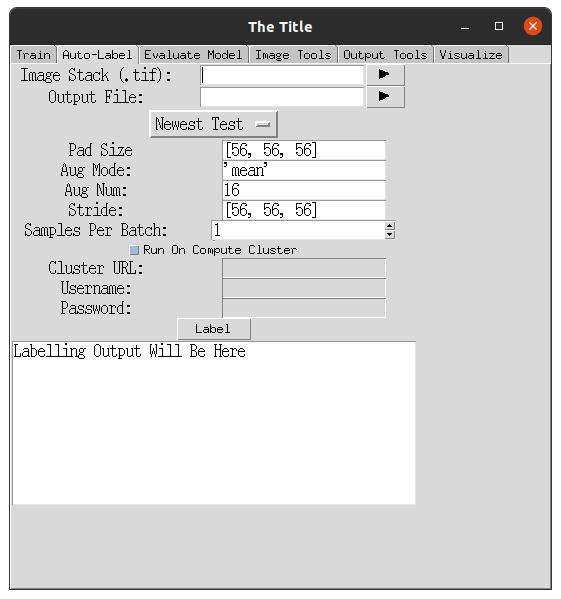 The Title
Train Auto-Label Evaluate Model Image Tools Output Tools Visualize
Image Stack (.tif):
Output File:
Newest Test
Pad Size [56, 56, 56]
Aug Mode: 'mean'
Aug Num: 16
Stride: [56, 56, 56]
Samples Per Batch: 1
Run On Compute Cluster
Cluster URL:
Username:
Password:
Label
Labelling Output Will Be Here